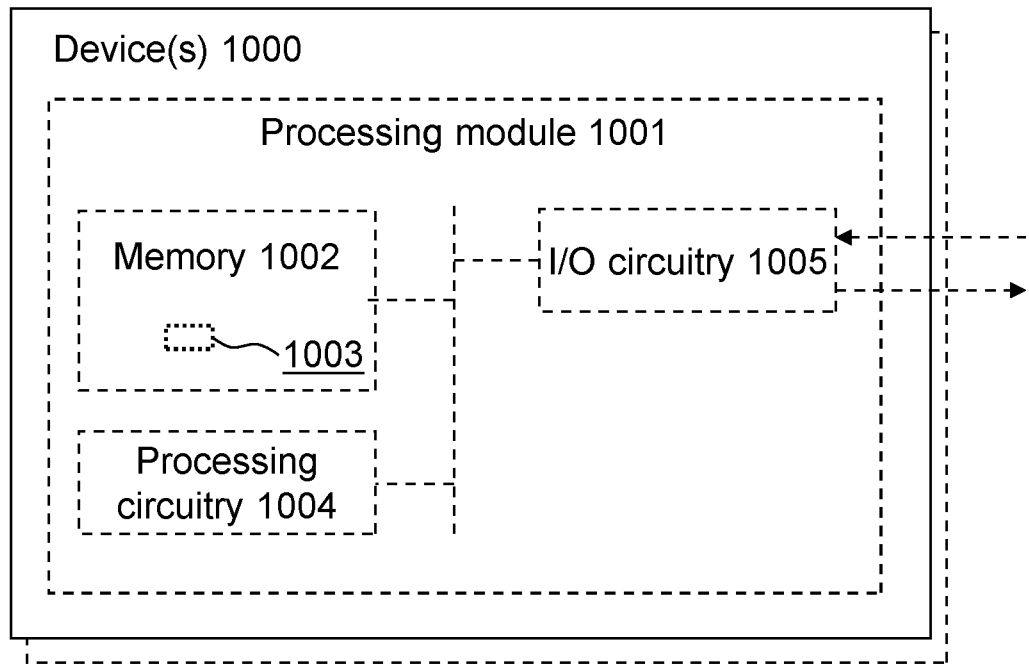 Device(s) 1000
Processing module 1001
Memory 1002
I/O circuitry 1005
1003
Processing
circuitry 1004